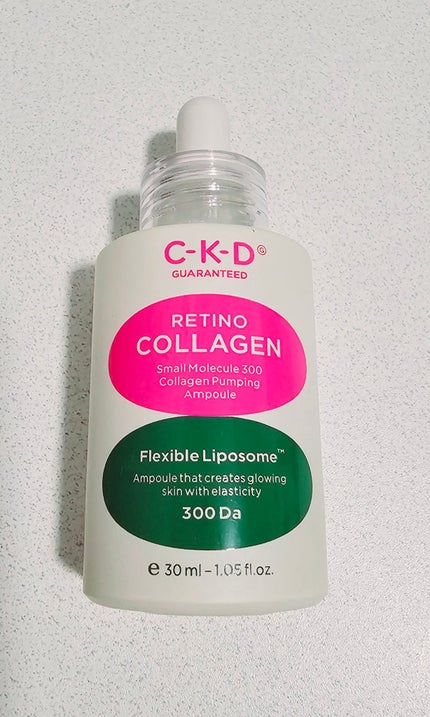 C-K-D G
GUARANTEED
RETINO
COLLAGEN
Small Molecule 300
Collagen Pumping
Ampoule
Flexible Liposome™
Ampoule that creates glowing
skin with elasticity
300 Da
e 30 ml – 1.05 fl.oz.